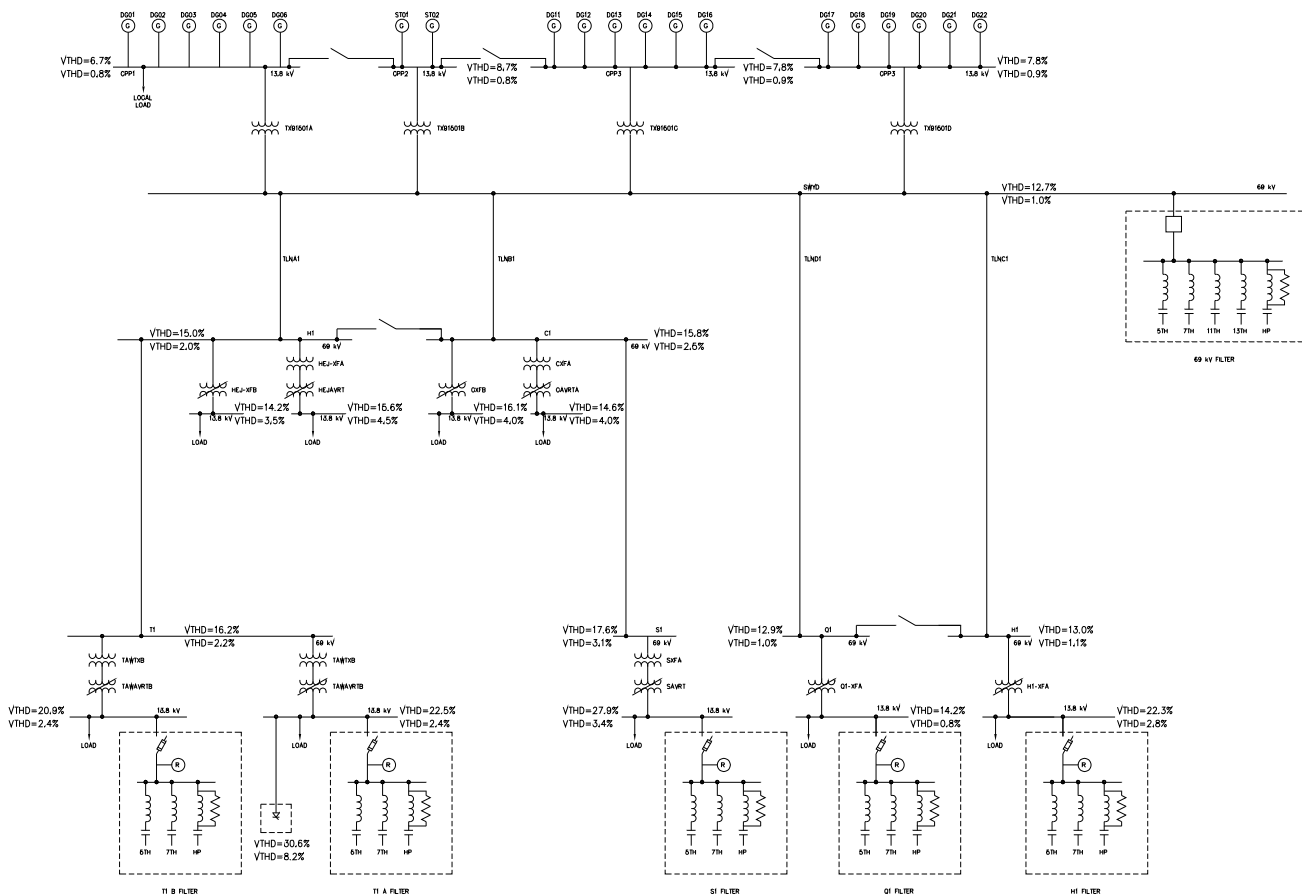 DG01 DG02 DG03 DG04 DG05 DG06 ST01 ST02 DG11 DG12 DG13 DG14 DG15 DG16 DG17 DG18 DG19 DG20 DG21 DG22
G G G G G G G G G G G G G G G G G G G G
VTHD=6.7%
VTHD=0.8%
CPP1
13.8 kV
CPP2
13.8 kV
VTHD=8.7%
VTHD=0.8%
CPP3
13.8 kV
VTHD=7.8%
VTHD=0.9%
CPP3
13.8 kV
VTHD=7.8%
VTHD=0.9%
LOCAL
LOAD
TX91601A
TX91601B
TX91601C
TX91601D
SWYD
VTHD=12.7%
VTHD=1.0%
69 kV
TLNA1
TLNB1
TLND1
TLNC1
5TH 7TH 11TH 13TH HP
69 kV FILTER
VTHD=15.0%
VTHD=2.0%
H1
69 kV
C1
69 kV
VTHD=15.8%
VTHD=2.6%
HEJ-XFA
HEJ-XFB
HEJAVRT
CXFA
CXFB
CAVRTA
13.8 kV
VTHD=14.2%
VTHD=3.5%
13.8 kV
VTHD=15.6%
VTHD=4.5%
13.8 kV
VTHD=16.1%
VTHD=4.0%
13.8 kV
VTHD=14.6%
VTHD=4.0%
LOAD
LOAD
LOAD
LOAD
T1
VTHD=16.2%
VTHD=2.2%
69 kV
VTHD=17.6%
VTHD=3.1%
S1
69 kV
VTHD=12.9%
VTHD=1.0%
Q1
69 kV
H1
69 kV
VTHD=13.0%
VTHD=1.1%
TAWTXB
TAWAVRTB
TAWTXB
TAWAVRTB
SXFA
SAVRT
Q1-XFA
H1-XFA
VTHD=20.9%
VTHD=2.4%
13.8 kV
13.8 kV
VTHD=22.5%
VTHD=2.4%
VTHD=27.9%
VTHD=3.4%
13.8 kV
13.8 kV
VTHD=14.2%
VTHD=0.8%
13.8 kV
VTHD=22.3%
VTHD=2.8%
LOAD
LOAD
LOAD
LOAD
LOAD
R
R
R
R
R
VTHD=30.6%
VTHD=8.2%
5TH 7TH HP
5TH 7TH HP
5TH 7TH HP
5TH 7TH HP
5TH 7TH HP
T1 B FILTER
T1 A FILTER
S1 FILTER
Q1 FILTER
H1 FILTER